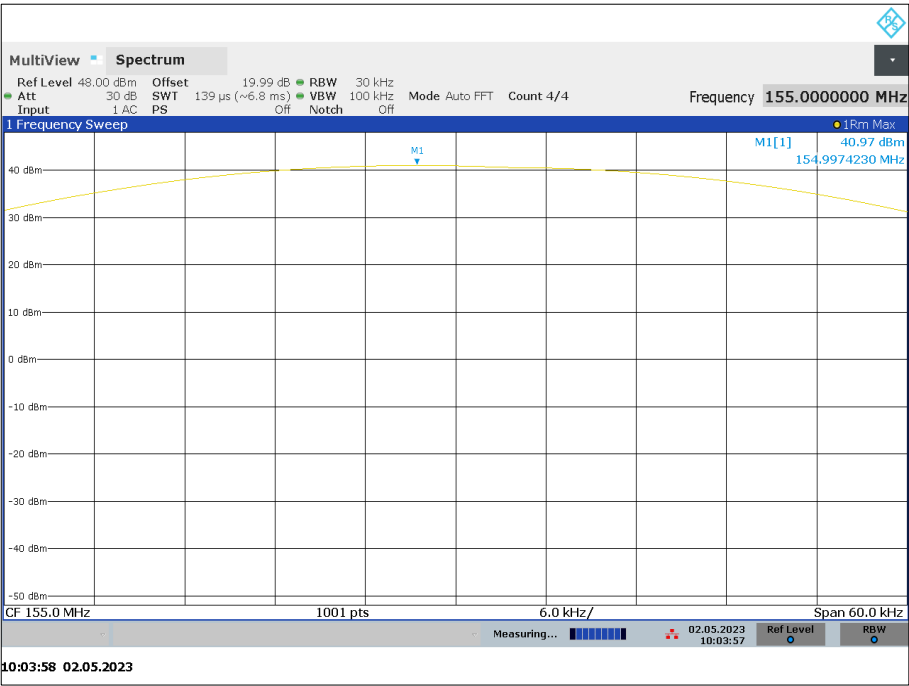 R&S
MultiView Spectrum
Ref Level 48.00 dBm Offset 19.99 dB RBW 30 kHz
Att 30 dB SWT 139 µs (~6.8 ms) VBW 100 kHz Mode Auto FFT Count 4/4 Frequency 155.0000000 MHz
Input 1 AC PS Off Notch Off
1 Frequency Sweep 1Rm Max
M1[1] 40.97 dBm
154.9974230 MHz
M1
40 dBm
30 dBm
20 dBm
10 dBm
0 dBm
-10 dBm
-20 dBm
-30 dBm
-40 dBm
-50 dBm
CF 155.0 MHz 1001 pts 6.0 kHz/ Span 60.0 kHz
Measuring... 02.05.2023 Ref Level RBW
10:03:57
10:03:58 02.05.2023